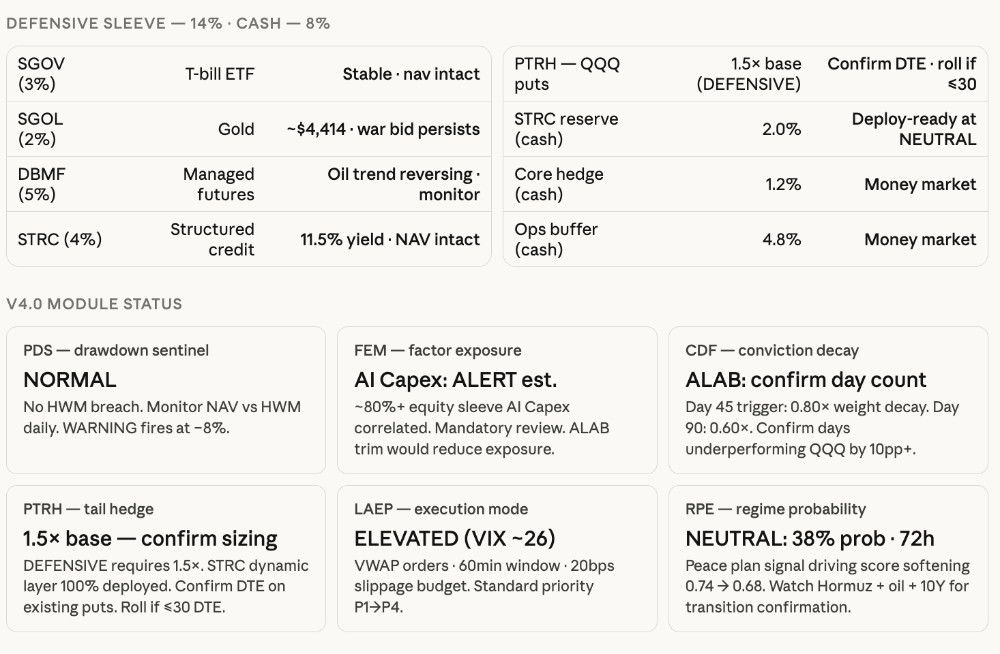 DEFENSIVE SLEEVE — 14% · CASH — 8%
SGOV
(3%)
T-bill ETF
Stable · nav intact
SGOL
(2%)
Gold
~$4,414 · war bid persists
DBMF
(5%)
Managed
futures
Oil trend reversing ·
monitor
STRC (4%)
Structured
credit
11.5% yield · NAV intact
PTRH — QQQ
puts
1.5× base
(DEFENSIVE)
Confirm DTE · roll if
≤30
STRC reserve
(cash)
2.0%
Deploy-ready at
NEUTRAL
Core hedge
(cash)
1.2%
Money market
Ops buffer
(cash)
4.8%
Money market
V4.0 MODULE STATUS
PDS — drawdown sentinel
NORMAL
No HWM breach. Monitor NAV vs HWM
daily. WARNING fires at −8%.
FEM — factor exposure
AI Capex: ALERT est.
~80%+ equity sleeve AI Capex
correlated. Mandatory review. ALAB
trim would reduce exposure.
CDF — conviction decay
ALAB: confirm day count
Day 45 trigger: 0.80× weight decay. Day
90: 0.60×. Confirm days
underperforming QQQ by 10pp+.
PTRH — tail hedge
1.5× base — confirm sizing
DEFENSIVE requires 1.5×. STRC dynamic
layer 100% deployed. Confirm DTE on
existing puts. Roll if ≤30 DTE.
LAEP — execution mode
ELEVATED (VIX ~26)
VWAP orders · 60min window · 20bps
slippage budget. Standard priority
P1→P4.
RPE — regime probability
NEUTRAL: 38% prob · 72h
Peace plan signal driving score softening
0.74 → 0.68. Watch Hormuz + oil + 10Y for
transition confirmation.